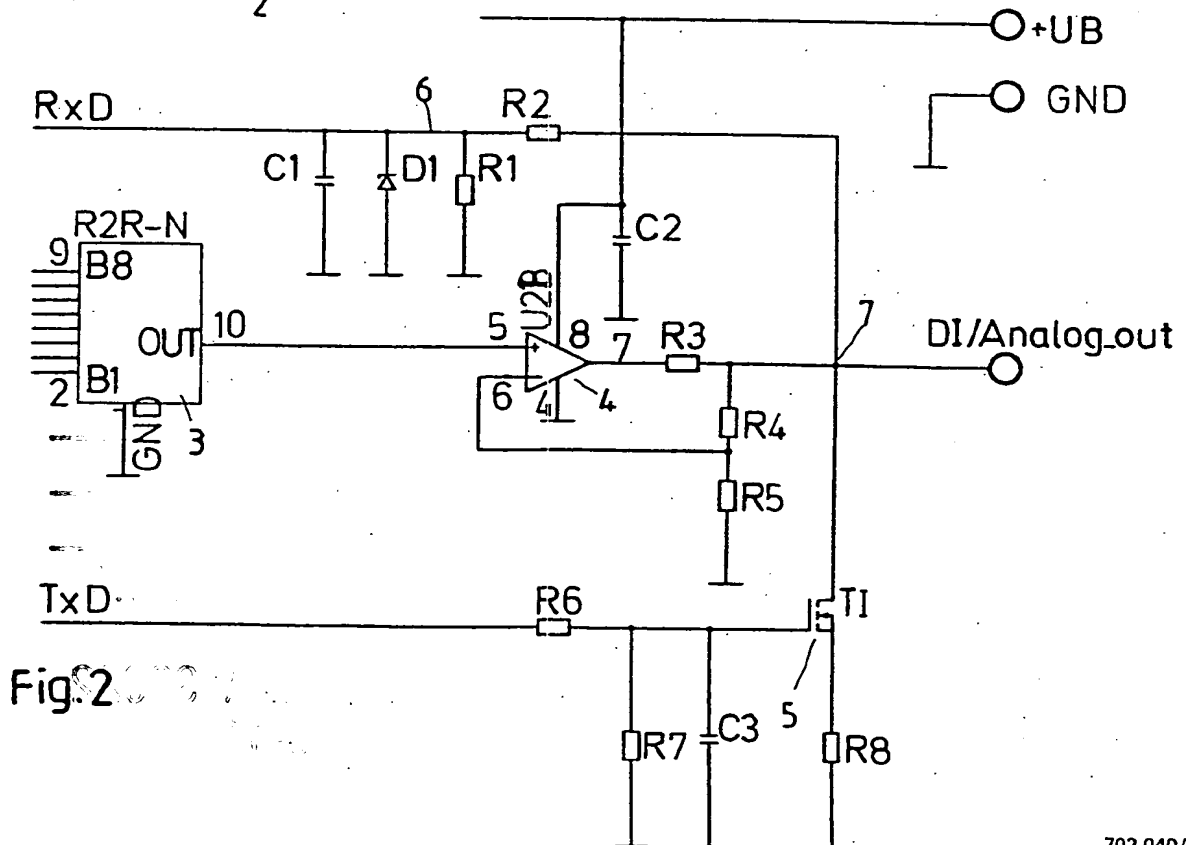 +UB
GND
RxD
6
R2
C1
D1
R1
R2R-N
9
B8
C2
U2B
OUT
10
5
8
7
R3
7
DI/Analog_out
2
B1
6
4
4
GND
3
R4
R5
TxD
R6
TI
Fig.2
5
R7
C3
R8